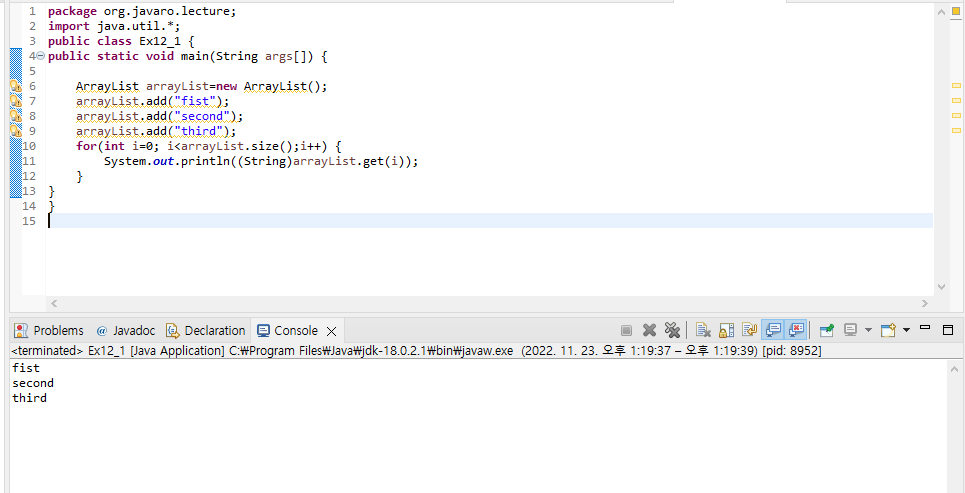 1 package org.javaro.lecture;
2 import java.util.*;
3 public class Ex12_1 {
4 public static void main(String args[]) {
5
6     ArrayList arrayList=new ArrayList();
7     arrayList.add("fist");
8     arrayList.add("second");
9     arrayList.add("third");
10     for(int i=0; i<arrayList.size();i++) {
11         System.out.println((String)arrayList.get(i));
12     }
13 }
14 }
15
Problems @ Javadoc Declaration Console
<terminated> Ex12_1 [Java Application] C:₩Program Files₩Java₩jdk-18.0.2.1₩bin₩javaw.exe (2022. 11. 23. 오후 1:19:37 – 오후 1:19:39) [pid: 8952]
fist
second
third